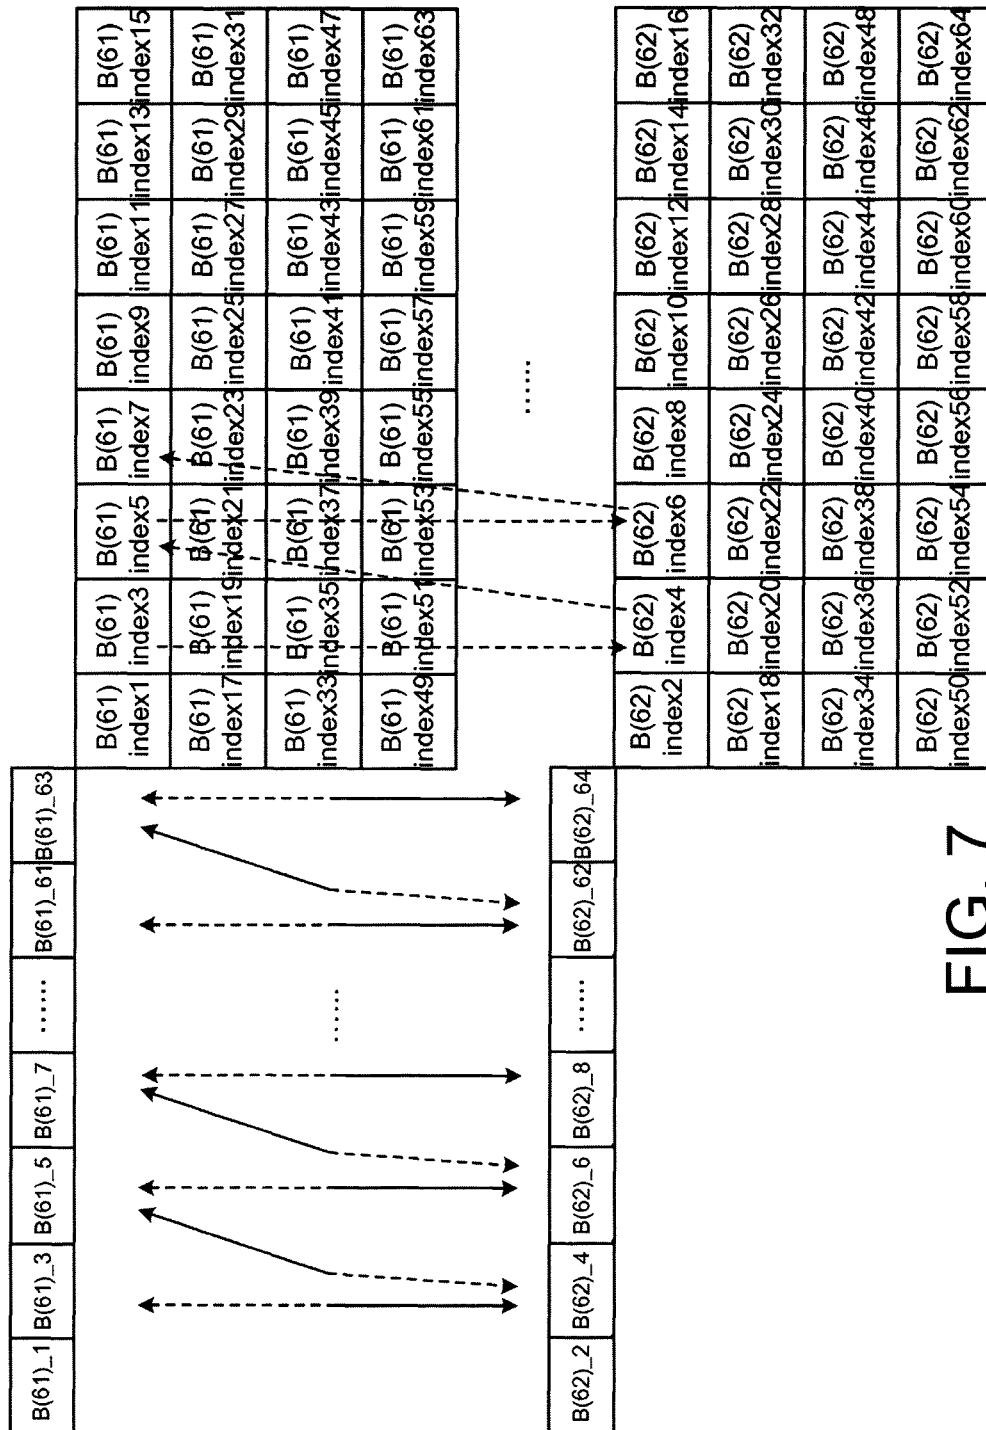 B(61)_1 B(61)_3 B(61)_5 B(61)_7 ...... B(61)_61 B(61)_63
B(61) B(61) B(61) B(61) B(61) B(61) B(61) B(61)
index1 index3 index5 index7 index9 index11 index13 index15
B(61) B(61) B(61) B(61) B(61) B(61) B(61) B(61)
index17 index19 index21 index23 index25 index27 index29 index31
B(61) B(61) B(61) B(61) B(61) B(61) B(61) B(61)
index33 index35 index37 index39 index41 index43 index45 index47
B(61) B(61) B(61) B(61) B(61) B(61) B(61) B(61)
index49 index51 index53 index55 index57 index59 index61 index63
......
......
B(62)_2 B(62)_4 B(62)_6 B(62)_8 ...... B(62)_62 B(62)_64
B(62) B(62) B(62) B(62) B(62) B(62) B(62) B(62)
index2 index4 index6 index8 index10 index12 index14 index16
B(62) B(62) B(62) B(62) B(62) B(62) B(62) B(62)
index18 index20 index22 index24 index26 index28 index30 index32
B(62) B(62) B(62) B(62) B(62) B(62) B(62) B(62)
index34 index36 index38 index40 index42 index44 index46 index48
B(62) B(62) B(62) B(62) B(62) B(62) B(62) B(62)
index50 index52 index54 index56 index58 index60 index62 index64
FIG. 7